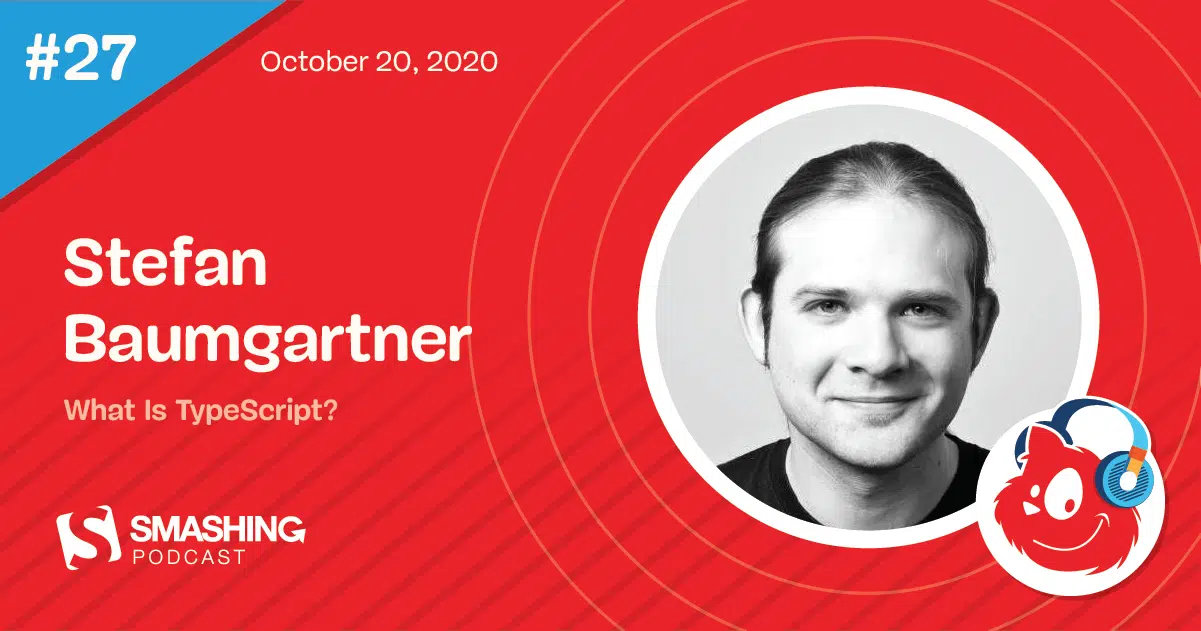 #27
October 20, 2020
Stefan
Baumgartner
What Is TypeScript?
SMASHING
PODCAST